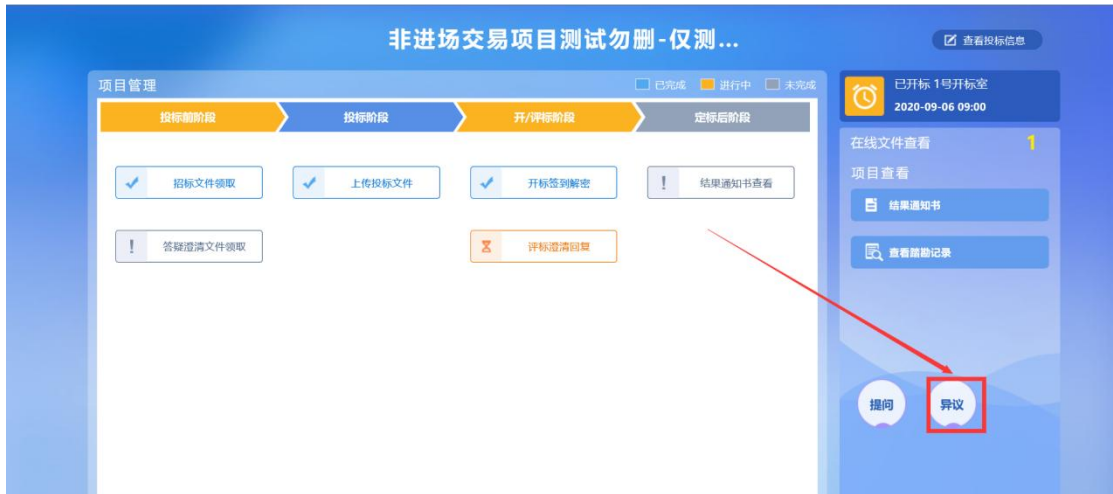 非进场交易项目测试勿删-仅测...
查看投标信息
项目管理
已完成 进行中 未完成
投标前阶段 投标阶段 开/评标阶段 定标后阶段
招标文件领取 上传投标文件 开标签到解密 结果通知书查看
答疑澄清文件领取 评标澄清回复
已开标 1号开标室
2020-09-06 09:00
在线文件查看 1
项目查看
结果通知书
查看踏勘记录
提问 异议